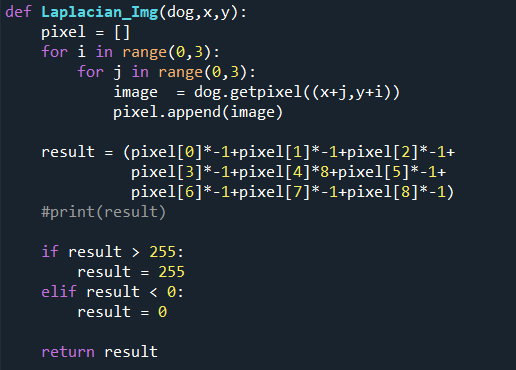 def Laplacian_Img(dog,x,y):
    pixel = []
    for i in range(0,3):
        for j in range(0,3):
            image  = dog.getpixel((x+j,y+i))
            pixel.append(image)
    result = (pixel[0]*-1+pixel[1]*-1+pixel[2]*-1+
              pixel[3]*-1+pixel[4]*8+pixel[5]*-1+
              pixel[6]*-1+pixel[7]*-1+pixel[8]*-1)
    #print(result)
    if result > 255:
        result = 255
    elif result < 0:
        result = 0
    return result